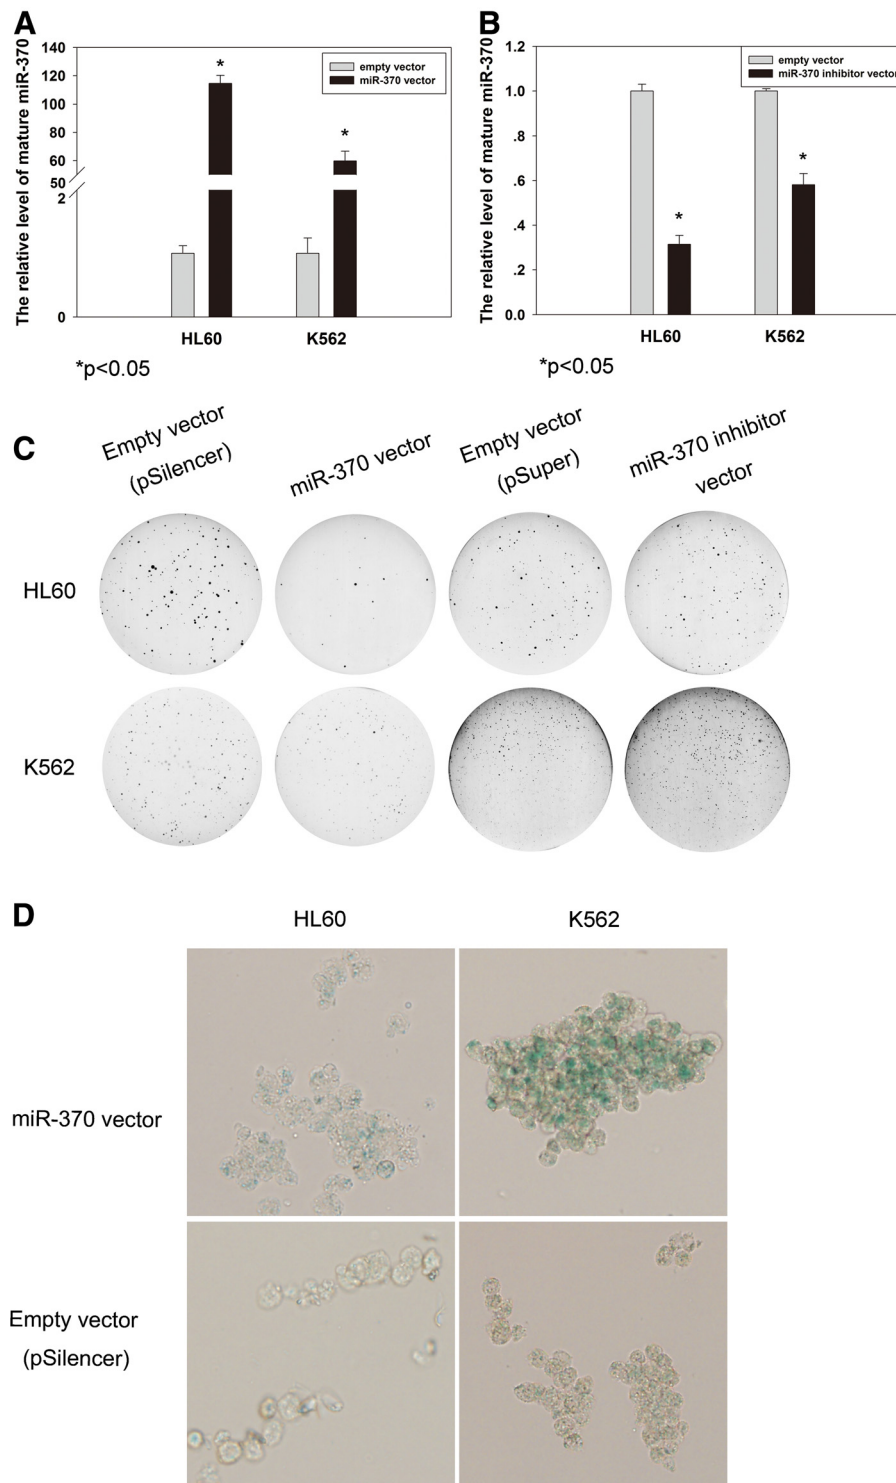 A
The relative level of mature miR-370
140
120
100
80
60
50
2
0
empty vector
miR-370 vector
*
*
HL60
K562
*p<0.05
B
The relative level of mature miR-370
1.2
1.0
.8
.6
.4
.2
0.0
empty vector
miR-370 inhibitor vector
*
*
HL60
K562
*p<0.05
C
Empty vector
(pSilencer)
miR-370 vector
Empty vector
(pSuper)
miR-370 inhibitor
vector
HL60
K562
D
HL60
K562
miR-370 vector
Empty vector
(pSilencer)